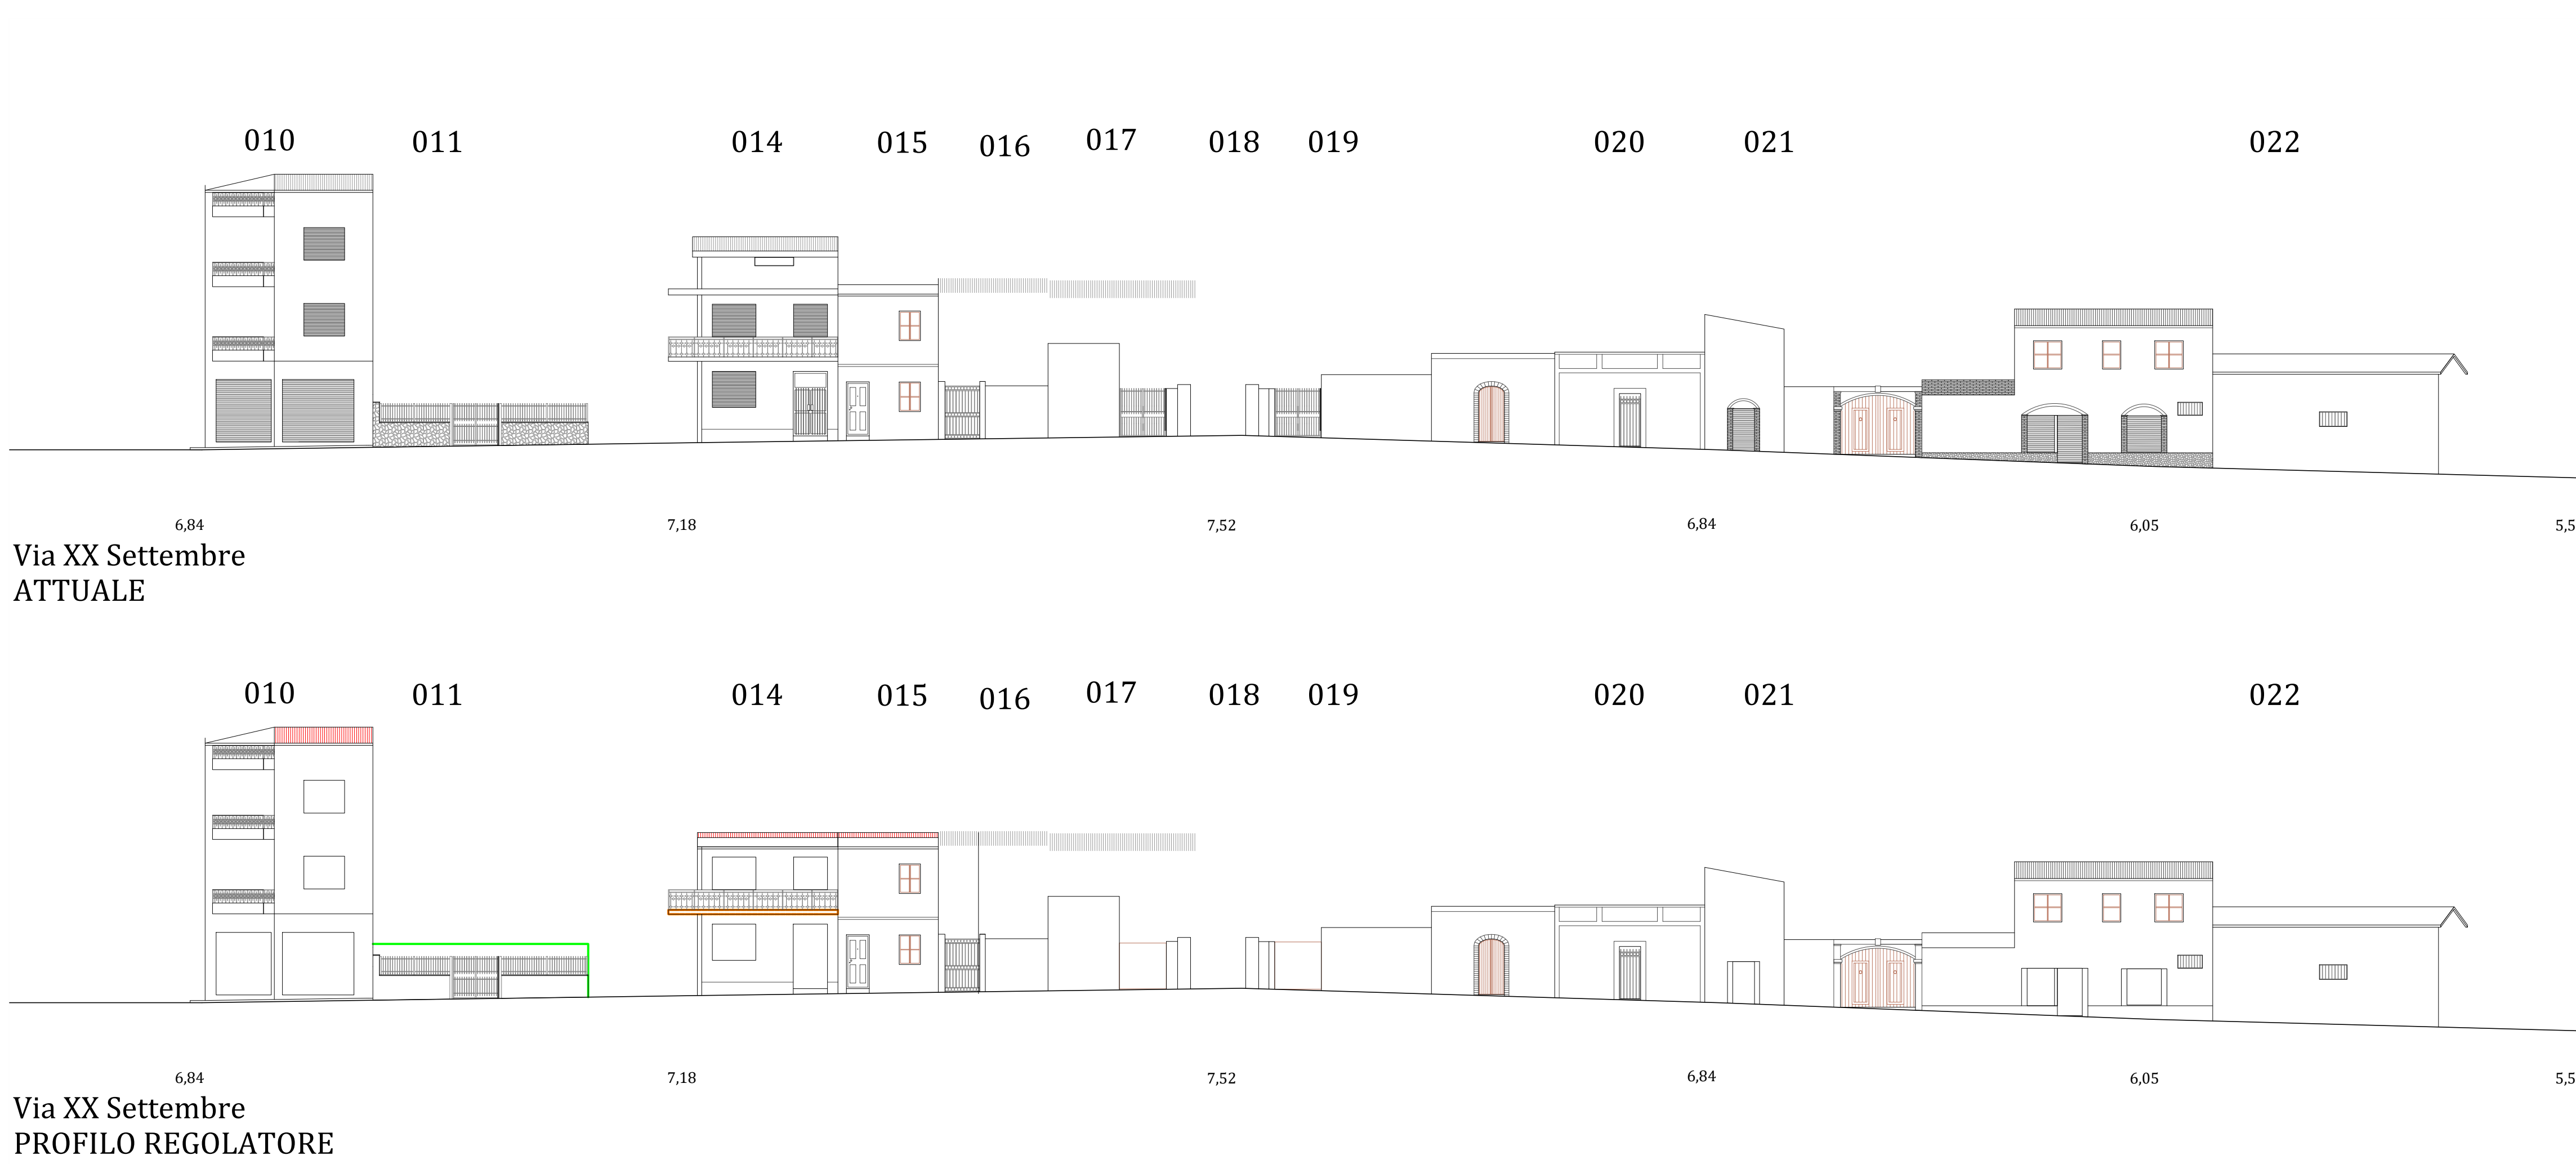 010 011 014 015 016 017 018 019 020 021 022
6,84 7,18 7,52 6,84 6,05 5,5
Via XX Settembre
ATTUALE
010 011 014 015 016 017 018 019 020 021 022
6,84 7,18 7,52 6,84 6,05 5,5
Via XX Settembre
PROFILO REGOLATORE